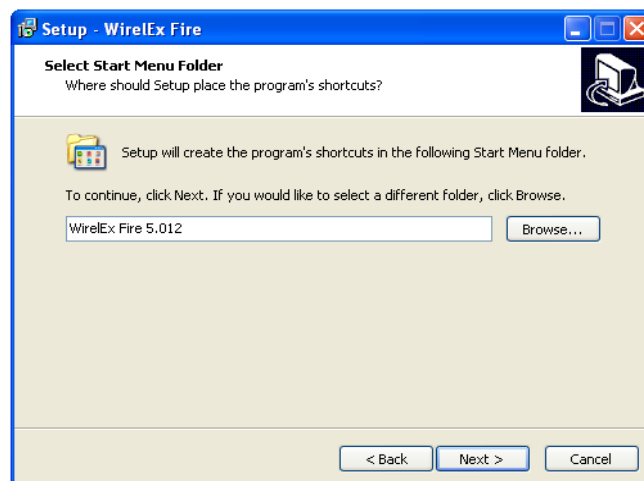 Setup - WirelEx Fire
Select Start Menu Folder
Where should Setup place the program's shortcuts?
Setup will create the program's shortcuts in the following Start Menu folder.
To continue, click Next. If you would like to select a different folder, click Browse.
WirelEx Fire 5.012
Browse...
< Back
Next >
Cancel